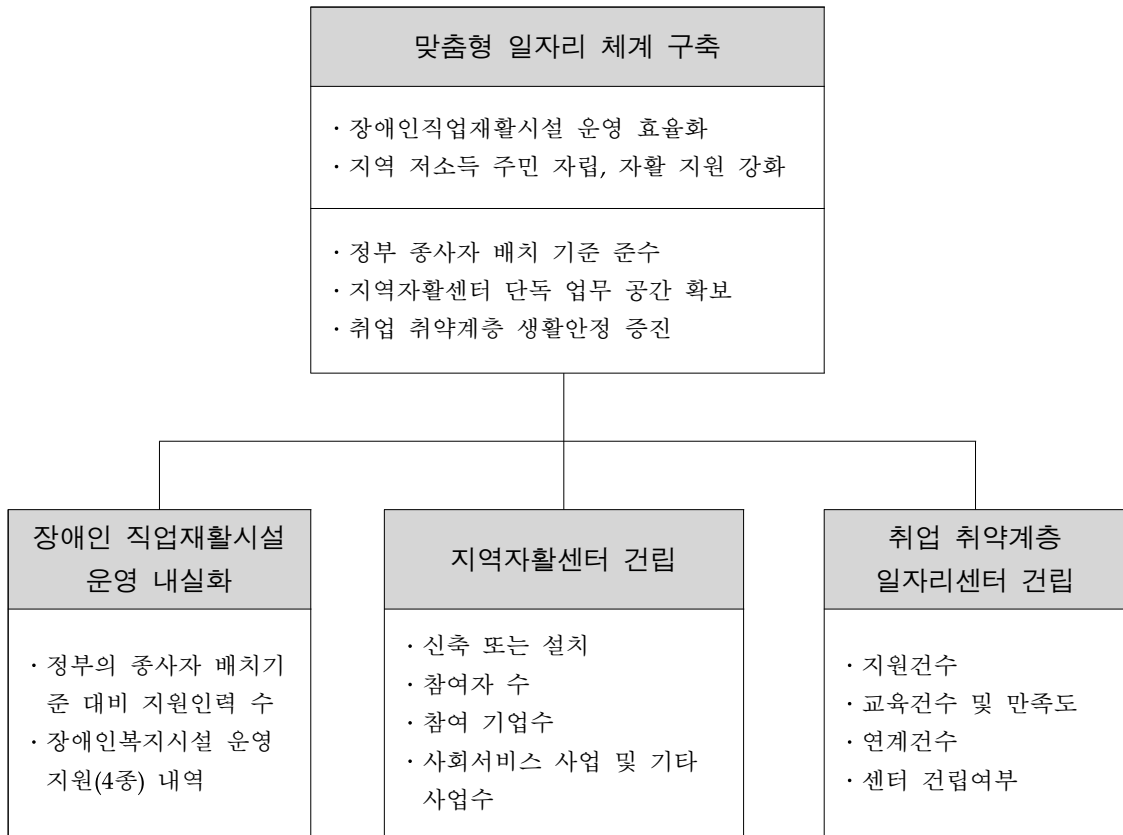 맞춤형 일자리 체계 구축
· 장애인직업재활시설 운영 효율화
· 지역 저소득 주민 자립, 자활 지원 강화
· 정부 종사자 배치 기준 준수
· 지역자활센터 단독 업무 공간 확보
· 취업 취약계층 생활안정 증진
장애인 직업재활시설
운영 내실화
· 정부의 종사자 배치기
준 대비 지원인력 수
· 장애인복지시설 운영
지원(4종) 내역
지역자활센터 건립
· 신축 또는 설치
· 참여자 수
· 참여 기업수
· 사회서비스 사업 및 기타
사업수
취업 취약계층
일자리센터 건립
· 지원건수
· 교육건수 및 만족도
· 연계건수
· 센터 건립여부